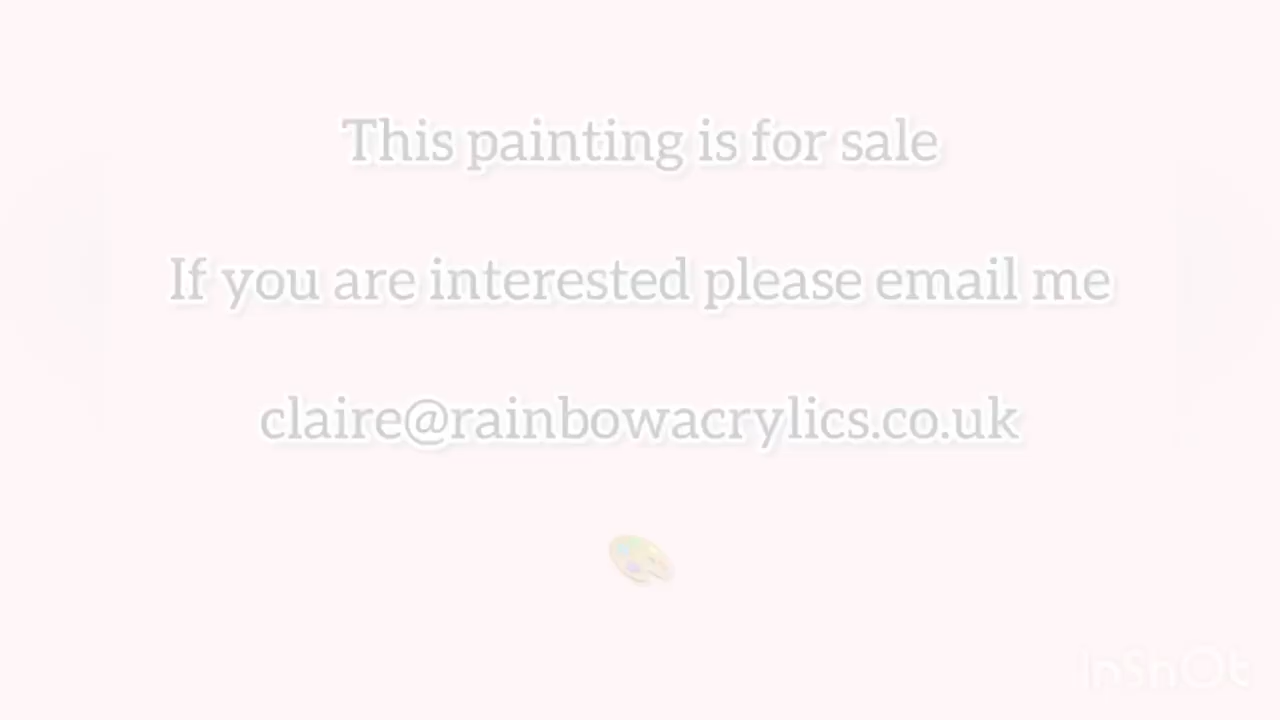 This painting is for sale
If you are interested please email me
claire@rainbowacrylics.co.uk
InShOt